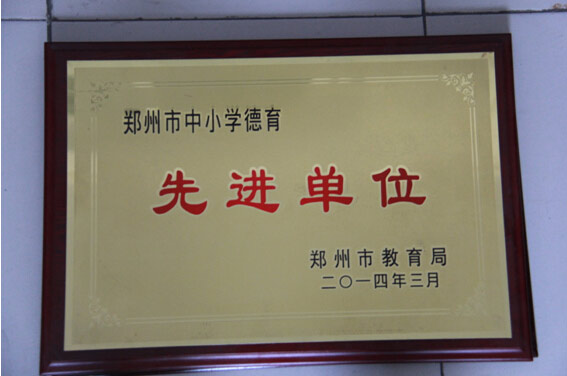 郑州市中小学德育
先进单位
郑州市教育局
二〇一四年三月